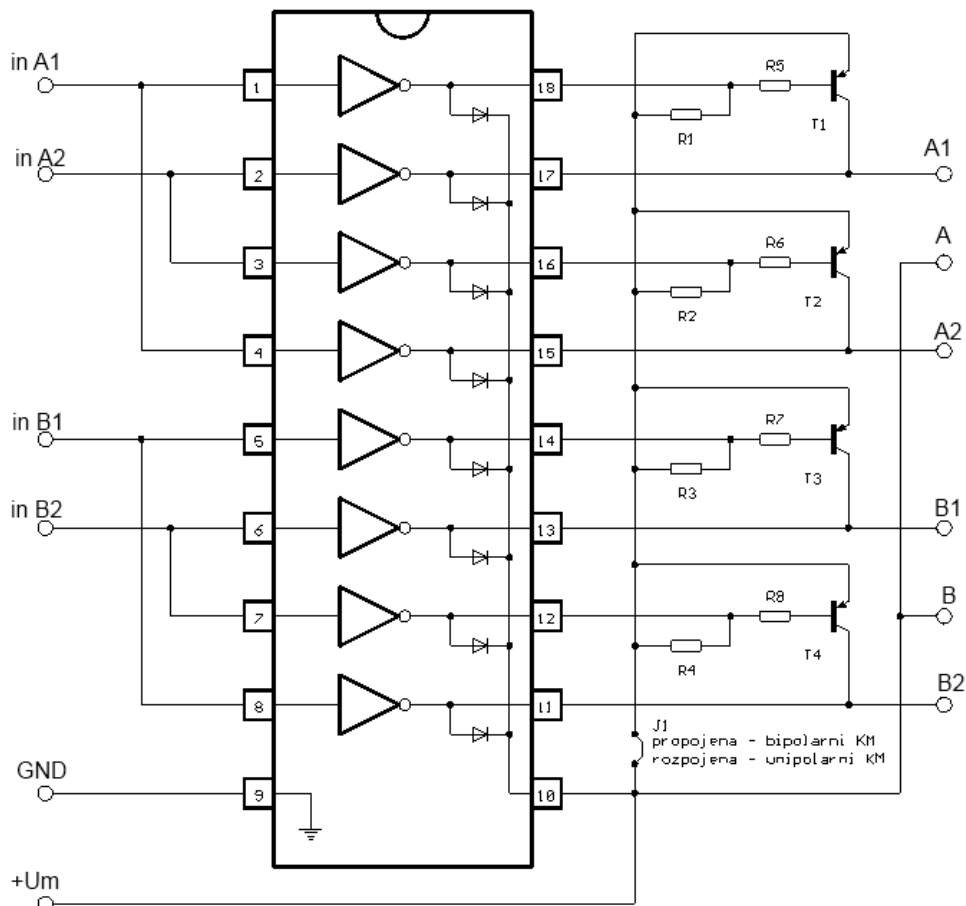 in A1
1
18
R5
R1
T1
in A2
2
17
A1
3
16
R6
A
R2
T2
4
15
A2
in B1
5
14
R7
R3
T3
in B2
6
13
B1
7
12
R8
B
R4
T4
8
11
B2
J1
propojena - bipolarni KM
rozpojena - unipolarni KM
GND
9
10
+Um